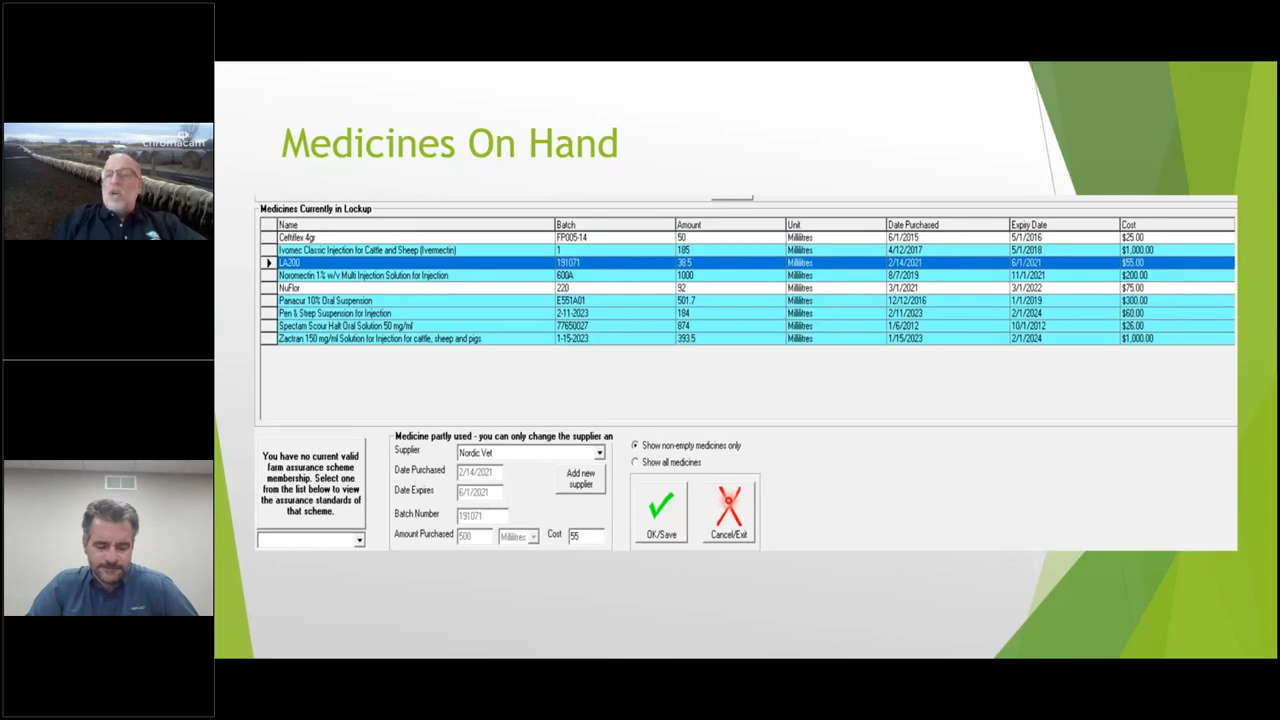 chromacam
Medicines On Hand
Medicines Currently in Lockup
Name Batch Amount Unit Date Purchased Expiry Date Cost
Ceftiflex 4gr FP005-14 50 Millilitres 6/1/2015 5/1/2016 $25.00
Ivomec Classic Injection for Cattle and Sheep (Ivermectin) 1 185 Millilitres 4/12/2017 5/1/2018 $1,000.00
LA200 191071 38.5 Millilitres 2/14/2021 6/1/2021 $55.00
Noromectin 1% w/v Multi Injection Solution for Injection 600A 1000 Millilitres 8/7/2019 11/1/2021 $200.00
NuFlor 220 92 Millilitres 3/1/2021 3/1/2022 $75.00
Panacur 10% Oral Suspension E551A01 501.7 Millilitres 12/12/2016 1/1/2019 $300.00
Pen & Strep Suspension for Injection 2-11-2023 184 Millilitres 2/11/2023 2/1/2024 $60.00
Spectam Scour Halt Oral Solution 50 mg/ml 77650027 874 Millilitres 1/6/2012 10/1/2012 $26.00
Zactran 150 mg/ml Solution for Injection for cattle, sheep and pigs 1-15-2023 393.5 Millilitres 1/15/2023 2/1/2024 $1,000.00
You have no current valid
farm assurance scheme
membership. Select one
from the list below to view
the assurance standards of
that scheme.
Medicine partly used - you can only change the supplier an
Supplier Nordic Vet
Date Purchased 2/14/2021
Add new
supplier
Date Expires 6/1/2021
Batch Number 191071
Amount Purchased 500 Millilitres Cost 55
Show non-empty medicines only
Show all medicines
OK/Save Cancel/Exit